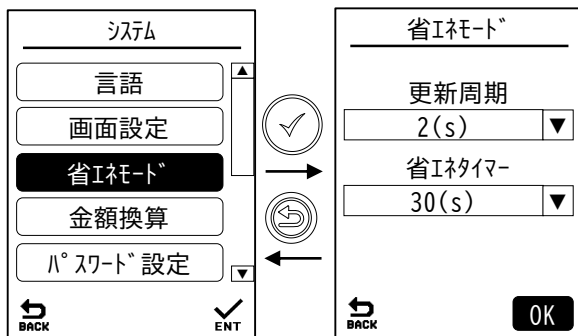 システム
言語
画面設定
省エネモード
金額換算
パスワード設定
BACK
ENT
省エネモード
更新周期
2(s)
省エネタイマー
30(s)
BACK
OK